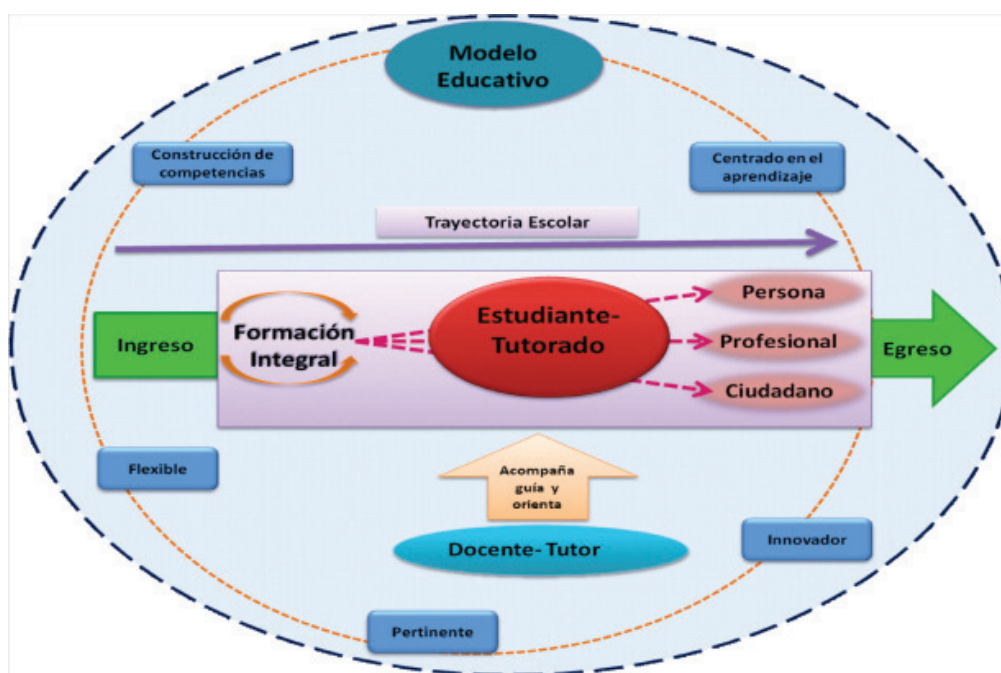 Modelo
Educativo
Construcción de
competencias
Centrado en el
aprendizaje
Trayectoria Escolar
Ingreso
Formación
Integral
Estudiante-
Tutorado
Persona
Profesional
Ciudadano
Egreso
Flexible
Acompaña
guía y
orienta
Docente- Tutor
Innovador
Pertinente